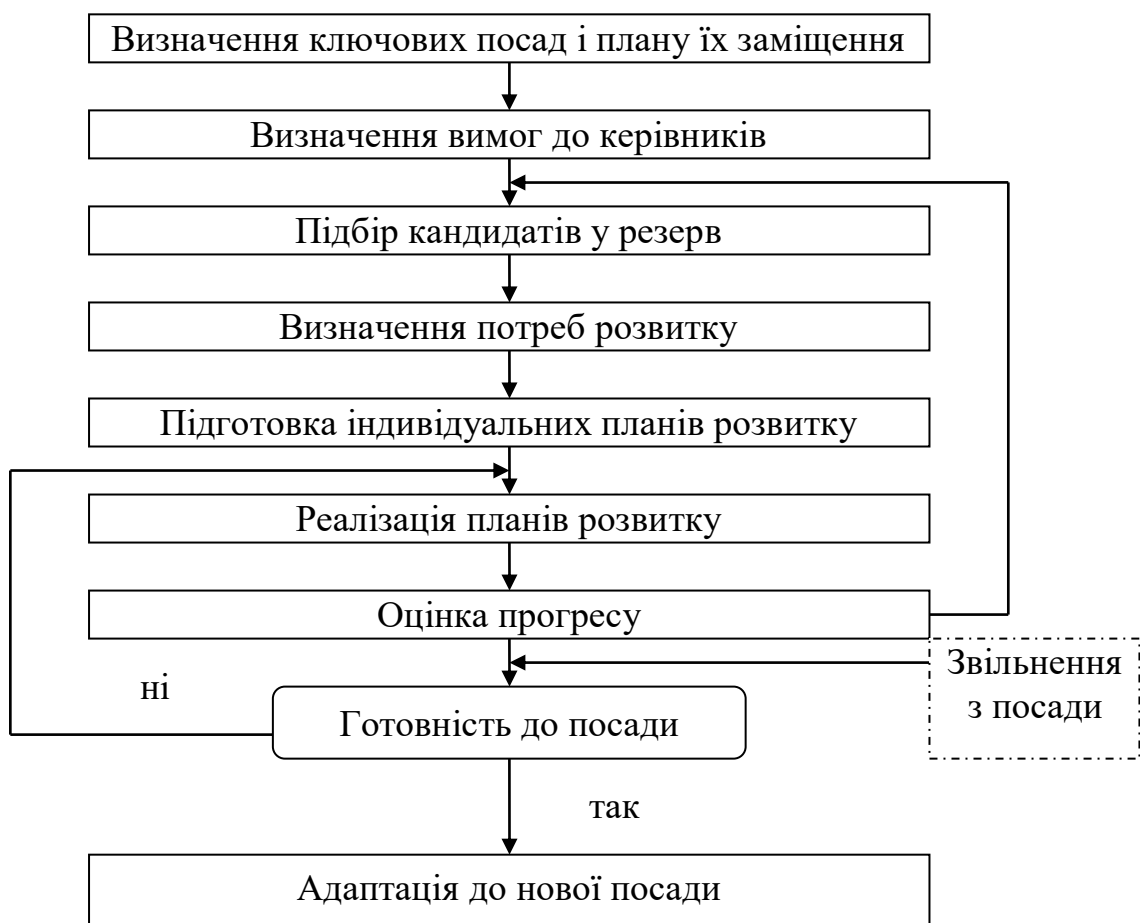 Визначення ключових посад і плану їх заміщення
Визначення вимог до керівників
Підбір кандидатів у резерв
Визначення потреб розвитку
Підготовка індивідуальних планів розвитку
Реалізація планів розвитку
Оцінка прогресу
Звільнення
з посади
ні
Готовність до посади
так
Адаптація до нової посади